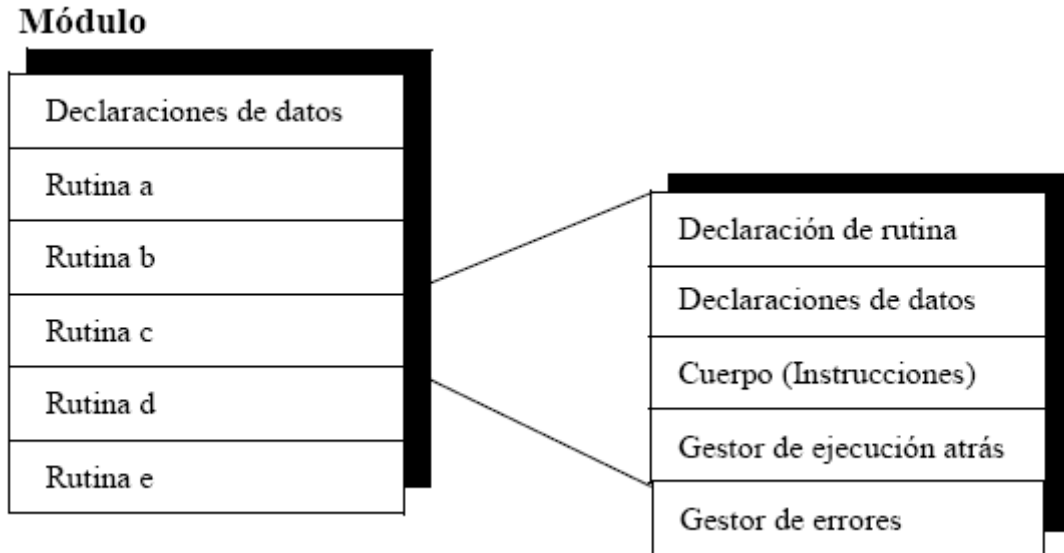 Módulo
Declaraciones de datos
Rutina a
Rutina b
Rutina c
Rutina d
Rutina e
Declaración de rutina
Declaraciones de datos
Cuerpo (Instrucciones)
Gestor de ejecución atrás
Gestor de errores